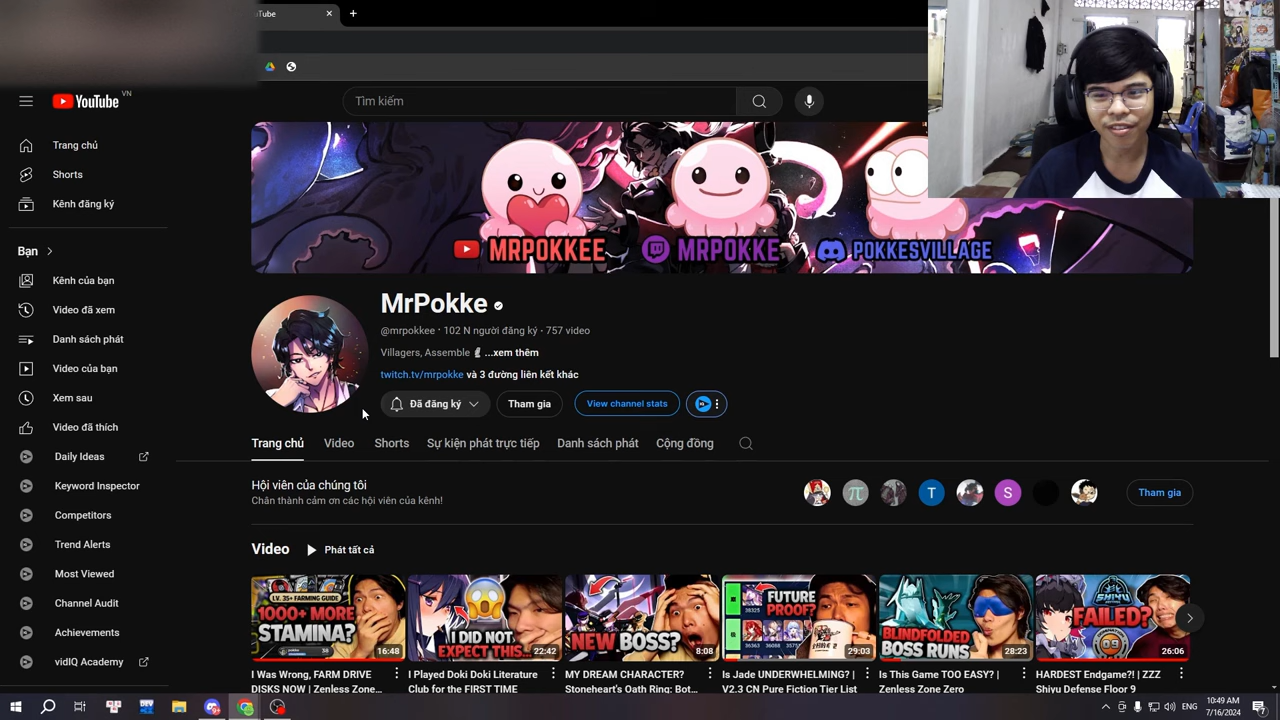 uTube
YouTube VN
Tìm kiếm
Trang chủ
Shorts
Kênh đăng ký
Bạn
Kênh của bạn
Video đã xem
Danh sách phát
Video của bạn
Xem sau
Video đã thích
Daily Ideas
Keyword Inspector
Competitors
Trend Alerts
Most Viewed
Channel Audit
Achievements
vidIQ Academy
MRPOKKEE MRPOKKE POKKESVILLAGE
MrPokke
@mrpokkee · 102 N người đăng ký · 757 video
Villagers, Assemble ...xem thêm
twitch.tv/mrpokke và 3 đường liên kết khác
Đã đăng ký Tham gia View channel stats
Trang chủ Video Shorts Sự kiện phát trực tiếp Danh sách phát Cộng đồng
Hội viên của chúng tôi
Chân thành cảm ơn các hội viên của kênh!
π T S Tham gia
Video Phát tất cả
LV. 35+ FARMING GUIDE
1000+ MORE
STAMINA?
16:48
I DID NOT
EXPECT THIS...
22:42
NEW BOSS?
8:08
FUTURE
PROOF?
29:03
BLINDFOLDED
BOSS RUNS
28:23
SHIYU
FAILED?
26:06
I Was Wrong, FARM DRIVE
DISKS NOW | Zenless Zone...
I Played Doki Doki Literature
Club for the FIRST TIME
MY DREAM CHARACTER?
Stoneheart's Oath Ring: Bot...
Is Jade UNDERWHELMING? |
V2.3 CN Pure Fiction Tier List
Is This Game TOO EASY? |
Zenless Zone Zero
HARDEST Endgame?! | ZZZ
Shiyu Defense Floor 9
ENG
10:49 AM
7/16/2024
7